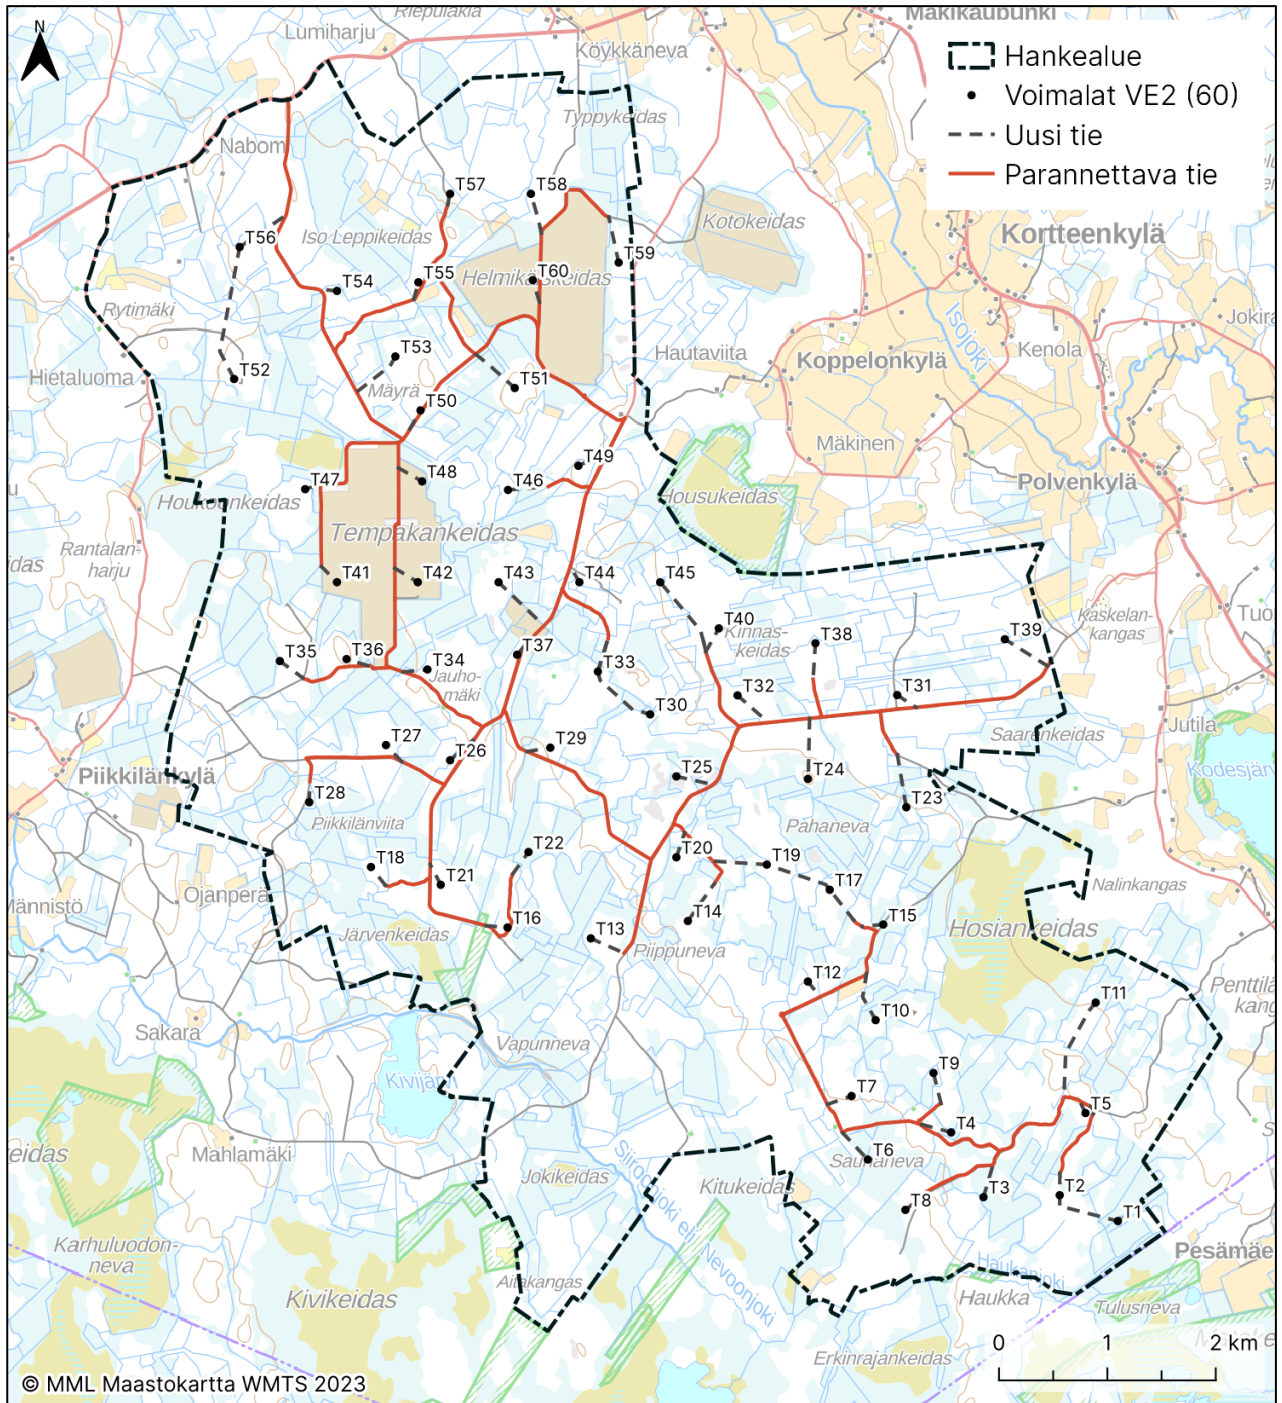 N
Lumiharju
Riepulakia
Köykkäneva
Mäkikaupunki
Hankealue
Voimalat VE2 (60)
Uusi tie
Parannettava tie
Typpykeidas
Nabom
T57
T58
Kotokeidas
Kortteenkylä
T56
Iso Leppikeidas
T59
T54
T55
T60
Rytimäki
Isojoki
Jokira
Hautaviita
Kenola
Koppelonkylä
T53
Hietaluoma
T52
Mäyrä
T51
T50
Mäkinen
T49
T48
T47
T46
Housukeidas
Polvenkylä
Tempakankeidas
Rantalan-
harju
das
T41
T42
T43
T44
T45
T40
Kinnas-
keidas
T38
T39
Kaskelan-
kangas
Tuo
T35
T36
T34
Jauho-
mäki
T37
T33
T30
T32
T31
Saarenkeidas
Jutila
Kodesjärv
T27
T26
T29
T25
T24
T23
Piikkilänkylä
T28
Piikkilänviita
Pahaneva
T22
T20
T19
T18
T21
T17
Nalinkangas
Ojanperä
Männistö
Järvenkeidas
T16
T13
T14
T15
Piippuneva
Hosiankeidas
T12
T10
T11
Penttilä
kang
Sakara
Vapunneva
Kivijärvi
T9
T7
T5
T4
T6
Sauhaneva
Mahlamäki
eidas
Jokikeidas
Kitukeidas
T8
T3
T2
T1
Siiroonjoki eli Nevoonjoki
Karhuluodon-
neva
Pesämäe
Kivikeidas
Aitakangas
Haukanjoki
Haukka
Tulusneva
Erkinrajankeidas
0 1 2 km
© MML Maastokartta WMTS 2023